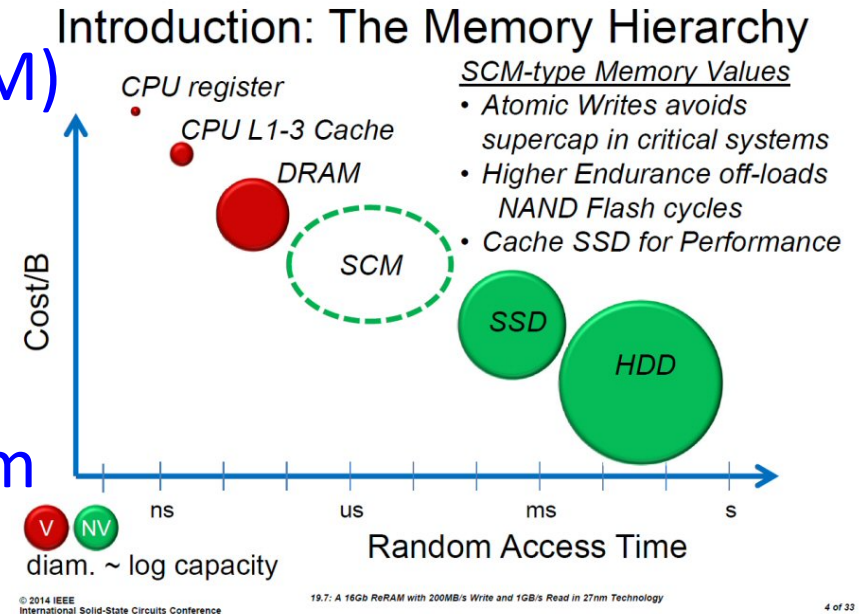 Introduction: The Memory Hierarchy
M)
CPU register
CPU L1-3 Cache
DRAM
SCM
SSD
HDD
SCM-type Memory Values
• Atomic Writes avoids
supercap in critical systems
• Higher Endurance off-loads
NAND Flash cycles
• Cache SSD for Performance
Cost/B
m
ns
us
ms
s
Random Access Time
V
NV
diam. ~ log capacity
© 2014 IEEE
International Solid-State Circuits Conference
19.7: A 16Gb ReRAM with 200MB/s Write and 1GB/s Read in 27nm Technology
4 of 33